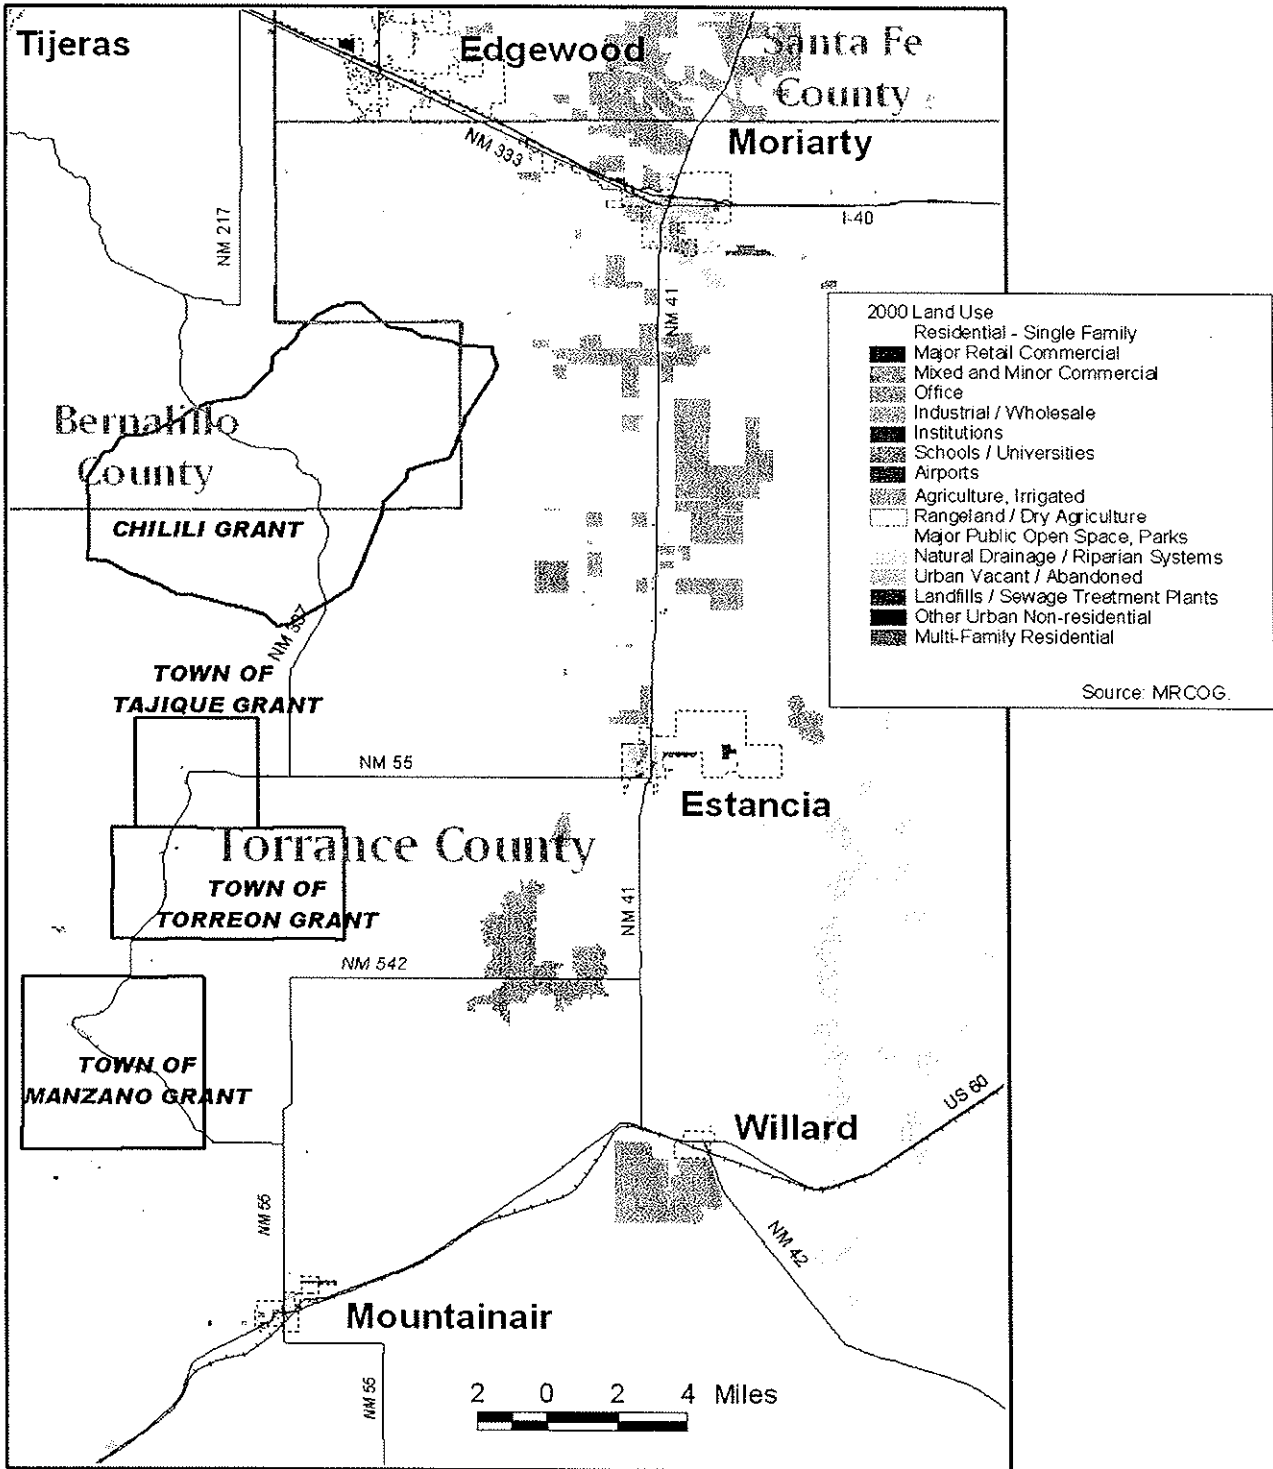 Tijeras
Edgewood
Santa Fe
County
Moriarty
NM 333
I-40
NM 217
NM 41
2000 Land Use
Residential - Single Family
Major Retail Commercial
Mixed and Minor Commercial
Office
Industrial / Wholesale
Institutions
Schools / Universities
Airports
Agriculture, Irrigated
Rangeland / Dry Agriculture
Major Public Open Space, Parks
Natural Drainage / Riparian Systems
Urban Vacant / Abandoned
Landfills / Sewage Treatment Plants
Other Urban Non-residential
Multi-Family Residential
Source: MRCOG.
Bernalillo
County
CHILILI GRANT
NM 337
TOWN OF
TAJIQUE GRANT
NM 55
Estancia
Torrance County
TOWN OF
TORREON GRANT
NM 41
NM 542
TOWN OF
MANZANO GRANT
US 60
Willard
NM 55
NM 42
Mountainair
NM 55
2 0 2 4 Miles